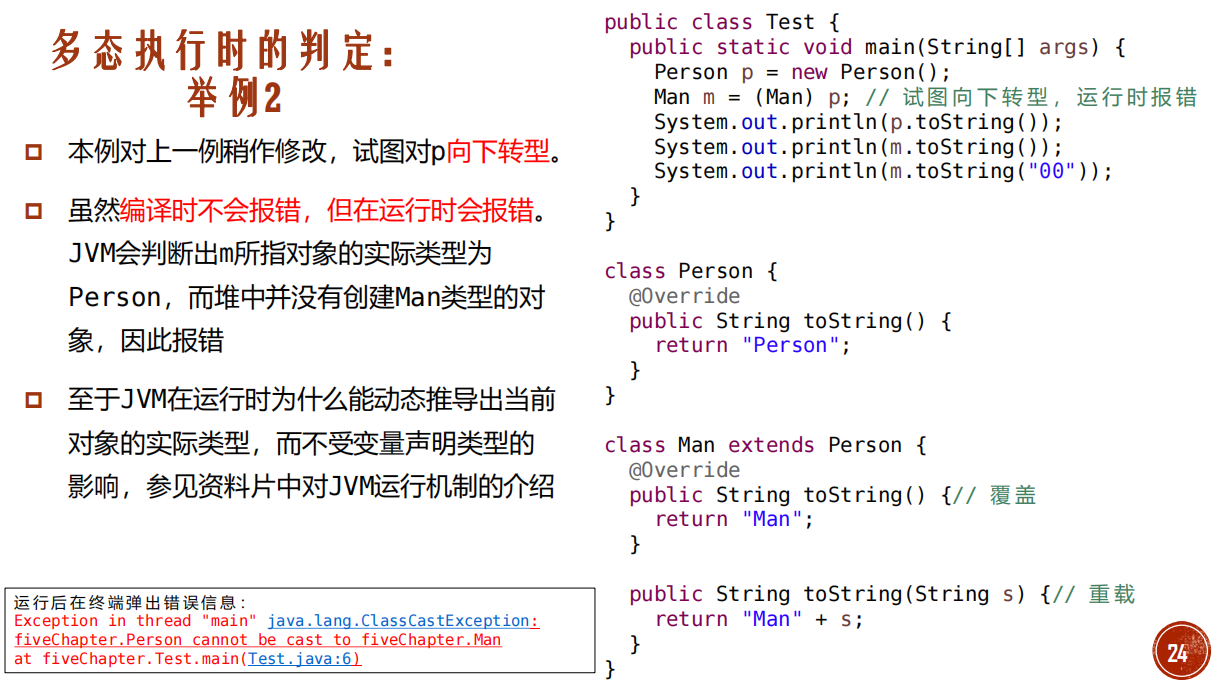 多态执行时的判定：
举例2
本例对上一例稍作修改，试图对p向下转型。
虽然编译时不会报错，但在运行时会报错。
JVM会判断出m所指对象的实际类型为
Person，而堆中并没有创建Man类型的对
象，因此报错
至于JVM在运行时为什么能动态推导出当前
对象的实际类型，而不受变量声明类型的
影响，参见资料片中对JVM运行机制的介绍
运行后在终端弹出错误信息：
Exception in thread "main" java.lang.ClassCastException:
fiveChapter.Person cannot be cast to fiveChapter.Man
at fiveChapter.Test.main(Test.java:6)
public class Test {
  public static void main(String[] args) {
    Person p = new Person();
    Man m = (Man) p; // 试图向下转型，运行时报错
    System.out.println(p.toString());
    System.out.println(m.toString());
    System.out.println(m.toString("00"));
  }
}
class Person {
  @Override
  public String toString() {
    return "Person";
  }
}
class Man extends Person {
  @Override
  public String toString() {// 覆盖
    return "Man";
  }
  public String toString(String s) {// 重载
    return "Man" + s;
  }
}
24